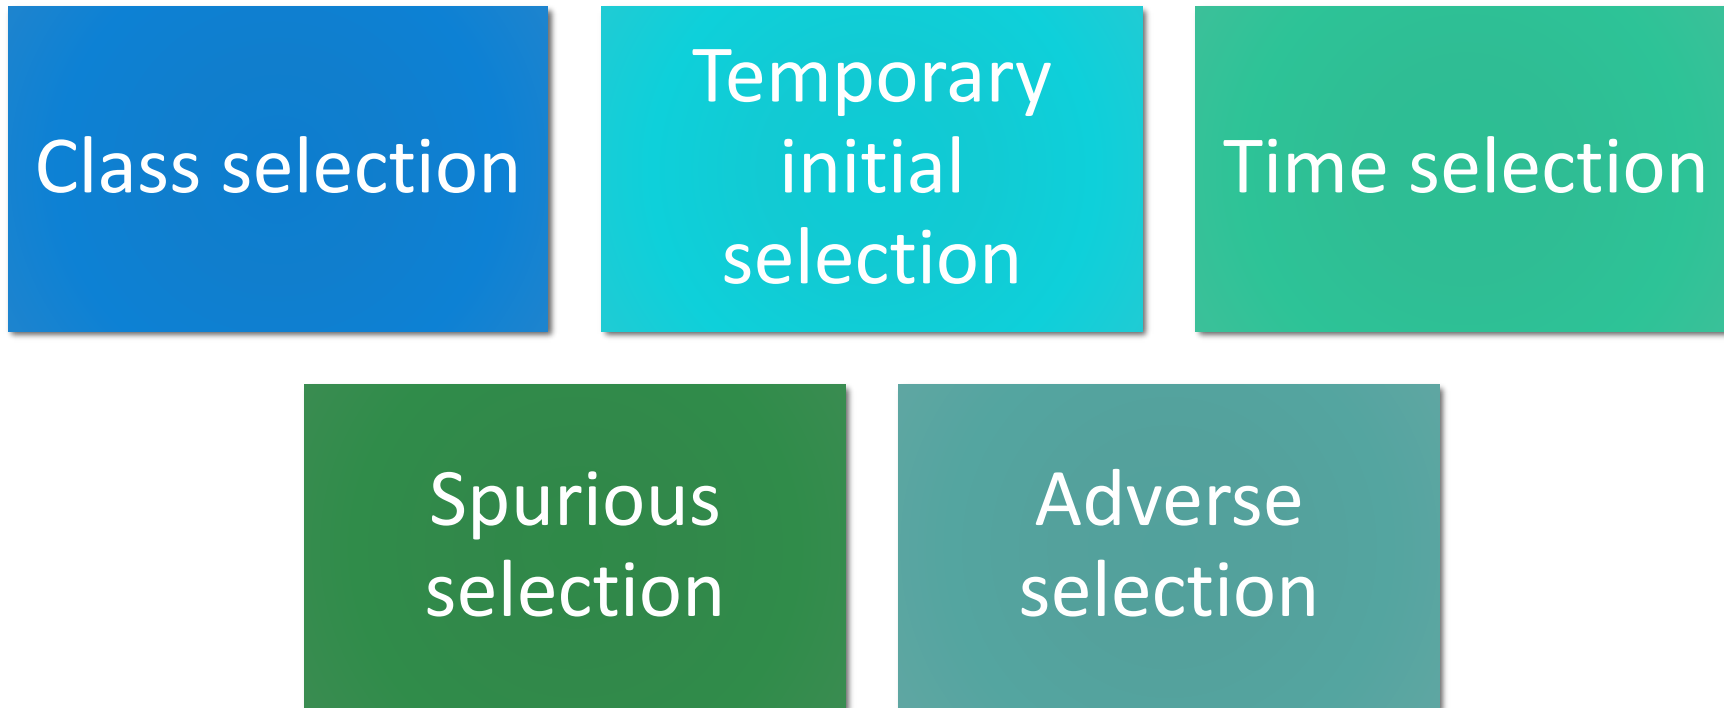 Class selection
Temporary
initial
selection
Time selection
Spurious
selection
Adverse
selection